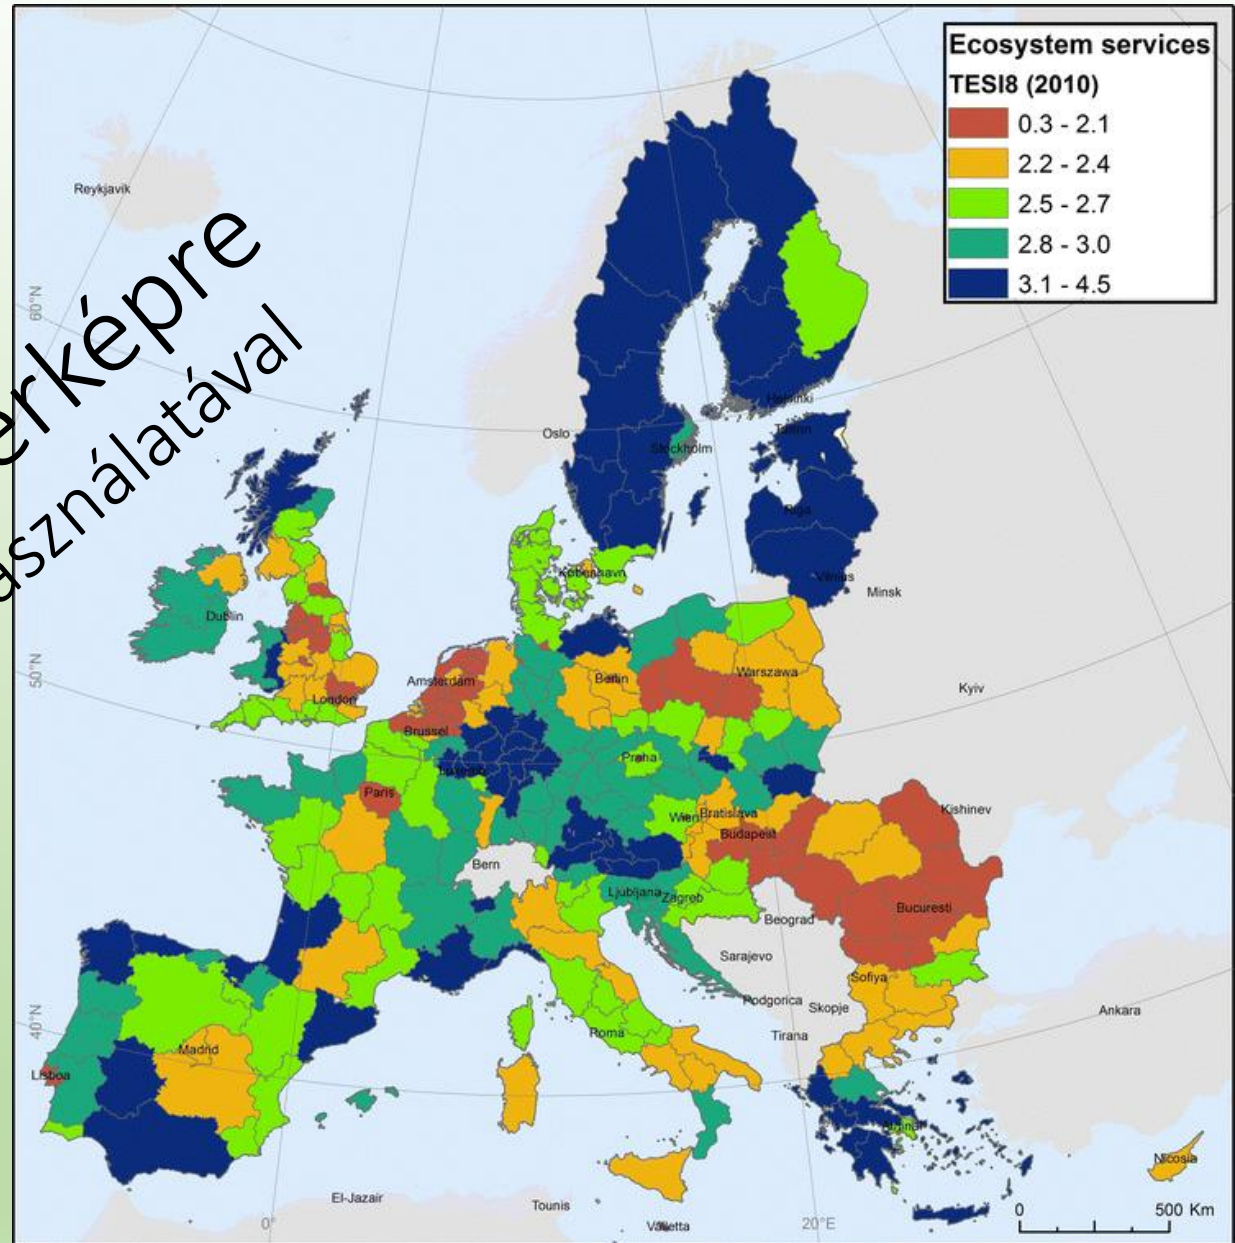 Ecosystem services
TESI8 (2010)
0.3 - 2.1
2.2 - 2.4
2.5 - 2.7
2.8 - 3.0
3.1 - 4.5
Reykjavik
60°N
erképre
asználatával
Oslo
Helsinki
Tallinn
Stockholm
Riga
København
Vilnius
Minsk
Dublin
50°N
Amsterdam
Berlin
Warszawa
London
Kyiv
Brussel
Praha
Paris
Wien
Bratislava
Kishinev
Budapest
Bern
Ljubljana
Zagreb
Bucuresti
Beograd
Sarajevo
Sofiya
Podgorica
Skopje
Ankara
40°N
Roma
Tirana
Madrid
Lisboa
Nicosia
El-Jazair
Tounis
Valletta
0°
20°E
0
500 Km